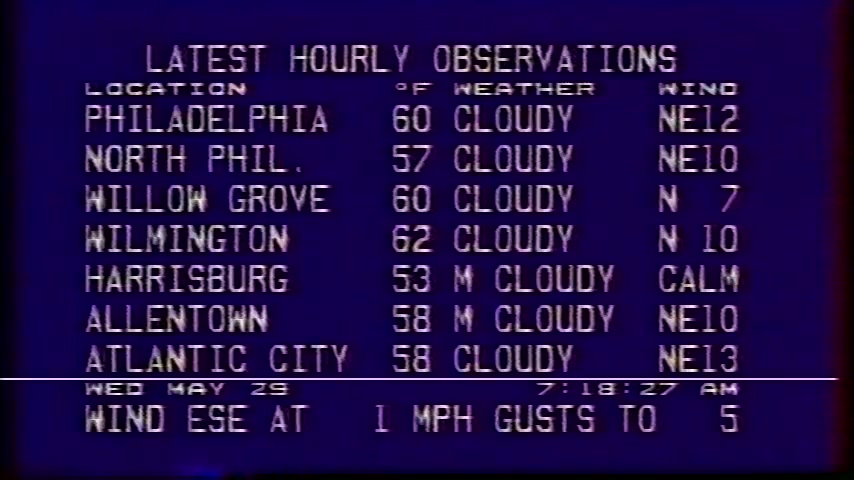 LATEST HOURLY OBSERVATIONS
LOCATION °F WEATHER WIND
PHILADELPHIA 60 CLOUDY NE12
NORTH PHIL. 57 CLOUDY NE10
WILLOW GROVE 60 CLOUDY N 7
WILMINGTON 62 CLOUDY N 10
HARRISBURG 53 M CLOUDY CALM
ALLENTOWN 58 M CLOUDY NE10
ATLANTIC CITY 58 CLOUDY NE13
WED MAY 29 7:18:27 AM
WIND ESE AT 1 MPH GUSTS TO 5